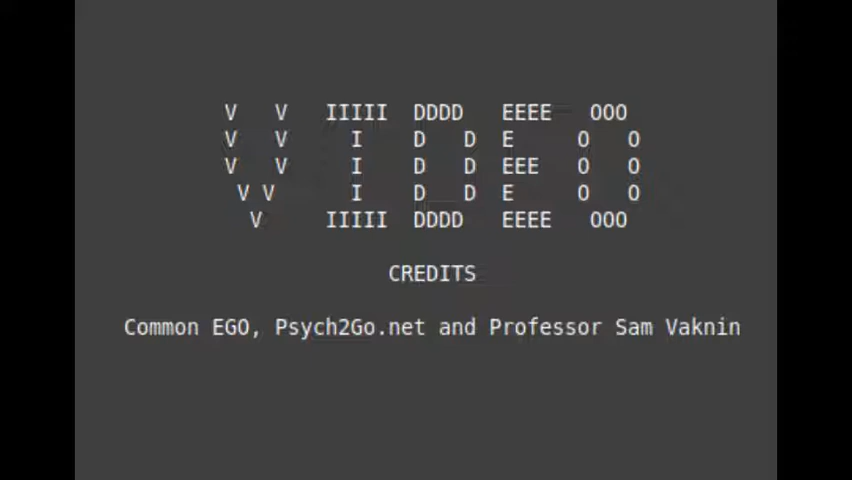 V   V   IIIII  DDDD   EEEE   OOO
V   V     I    D   D  E     O   O
V   V     I    D   D  EEE   O   O
 V V      I    D   D  E     O   O
  V     IIIII  DDDD   EEEE   OOO
CREDITS
Common EGO, Psych2Go.net and Professor Sam Vaknin